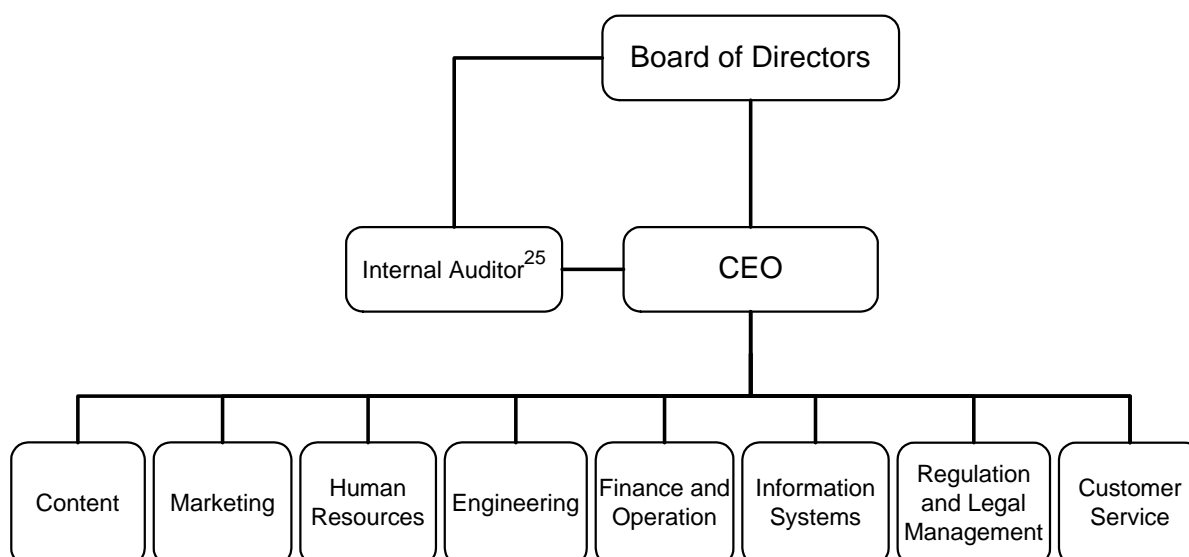 Board of Directors
Internal Auditor25
CEO
Content
Marketing
Human
Resources
Engineering
Finance and
Operation
Information
Systems
Regulation
and Legal
Management
Customer
Service